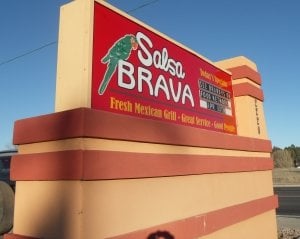 Salsa
BRAVA
Today's Specials
Fresh Mexican Grill - Great Service - Good People